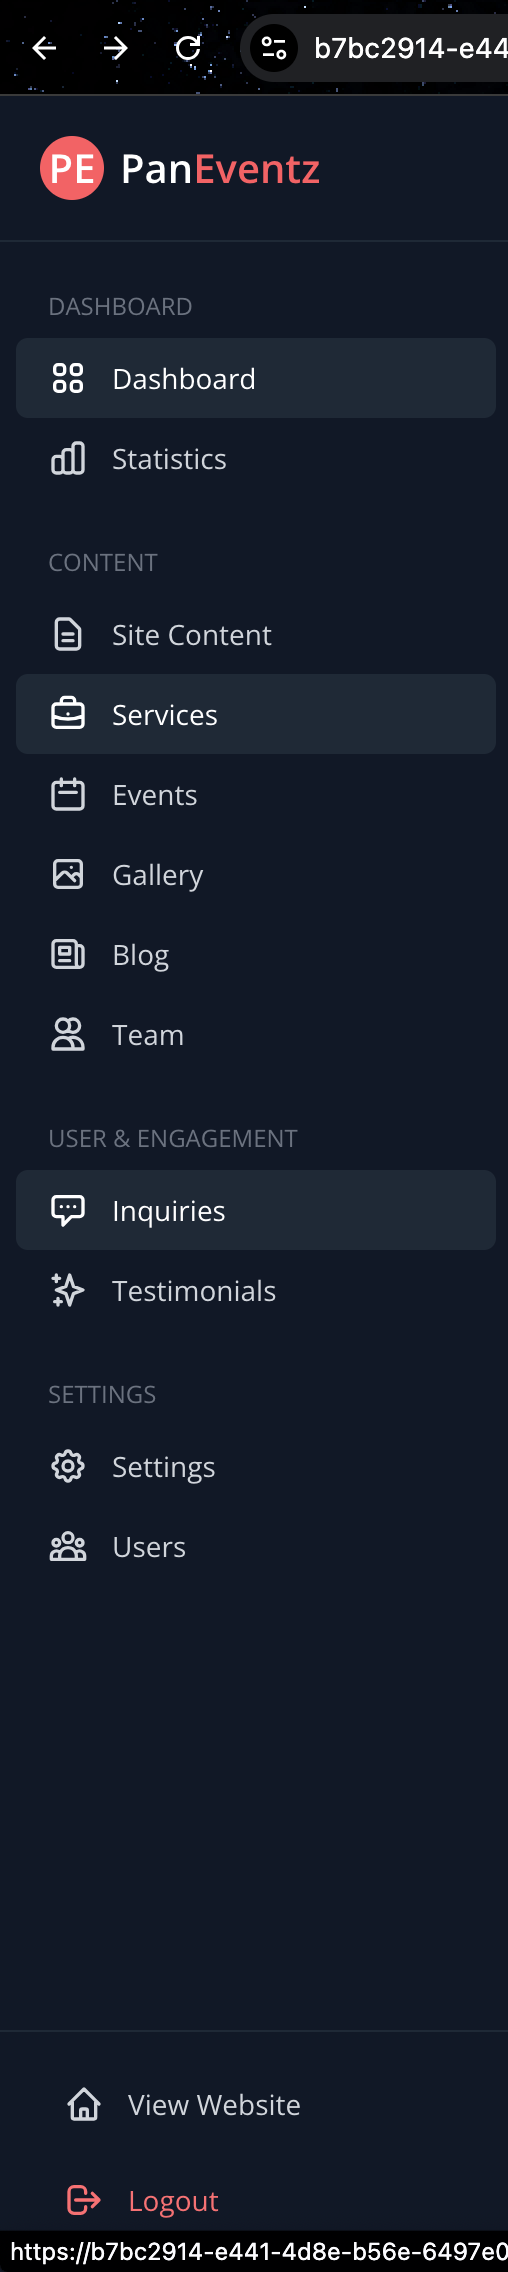 b7bc2914-e44
PE PanEventz
DASHBOARD
Dashboard
Statistics
CONTENT
Site Content
Services
Events
Gallery
Blog
Team
USER & ENGAGEMENT
Inquiries
Testimonials
SETTINGS
Settings
Users
View Website
Logout
https://b7bc2914-e441-4d8e-b56e-6497e0